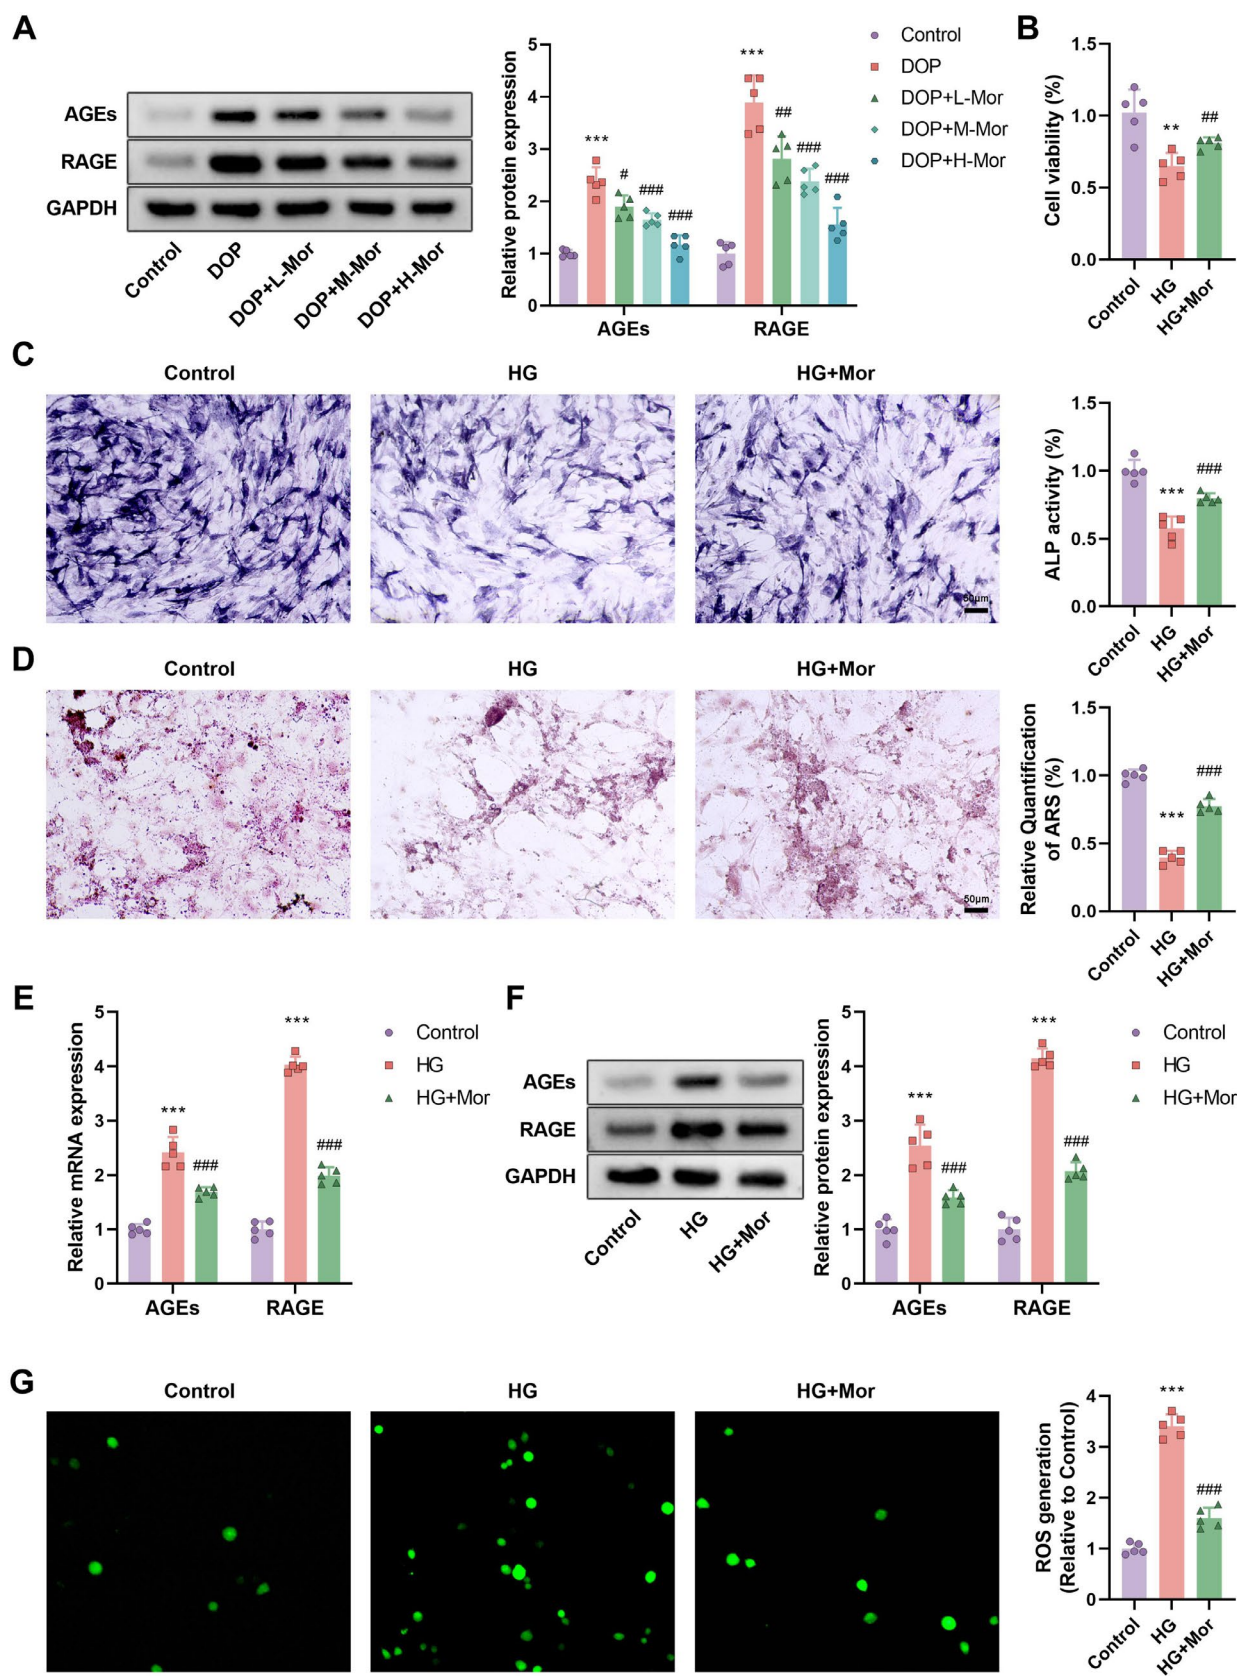 A
AGEs
RAGE
GAPDH
Control
DOP
DOP+L-Mor
DOP+M-Mor
DOP+H-Mor
Relative protein expression
5
4
3
2
1
0
***
#
###
###
***
##
###
###
AGEs
RAGE
Control
DOP
DOP+L-Mor
DOP+M-Mor
DOP+H-Mor
B
Cell viability (%)
1.5
1.0
0.5
0.0
**
##
Control
HG
HG+Mor
C
Control
HG
HG+Mor
50μm
ALP activity (%)
1.5
1.0
0.5
0.0
***
###
Control
HG
HG+Mor
D
Control
HG
HG+Mor
50μm
Relative Quantification
of ARS (%)
1.5
1.0
0.5
0.0
***
###
Control
HG
HG+Mor
E
Relative mRNA expression
5
4
3
2
1
0
***
###
***
###
AGEs
RAGE
Control
HG
HG+Mor
F
AGEs
RAGE
GAPDH
Control
HG
HG+Mor
Relative protein expression
5
4
3
2
1
0
***
###
***
###
AGEs
RAGE
Control
HG
HG+Mor
G
Control
HG
HG+Mor
ROS generation
(Relative to Control)
4
3
2
1
0
***
###
Control
HG
HG+Mor